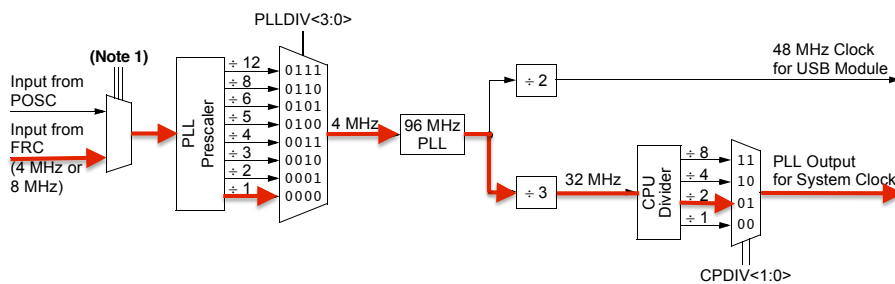 PLLDIV<3:0>
(Note 1)
Input from
POSC
Input from
FRC
(4 MHz or
8 MHz)
PLL
Prescaler
÷ 12
÷ 8
÷ 6
÷ 5
÷ 4
÷ 3
÷ 2
÷ 1
0111
0110
0101
0100
0011
0010
0001
0000
4 MHz
96 MHz
PLL
÷ 2
48 MHz Clock
for USB Module
÷ 3
32 MHz
CPU
Divider
÷ 8
÷ 4
÷ 2
÷ 1
11
10
01
00
PLL Output
for System Clock
CPDIV<1:0>